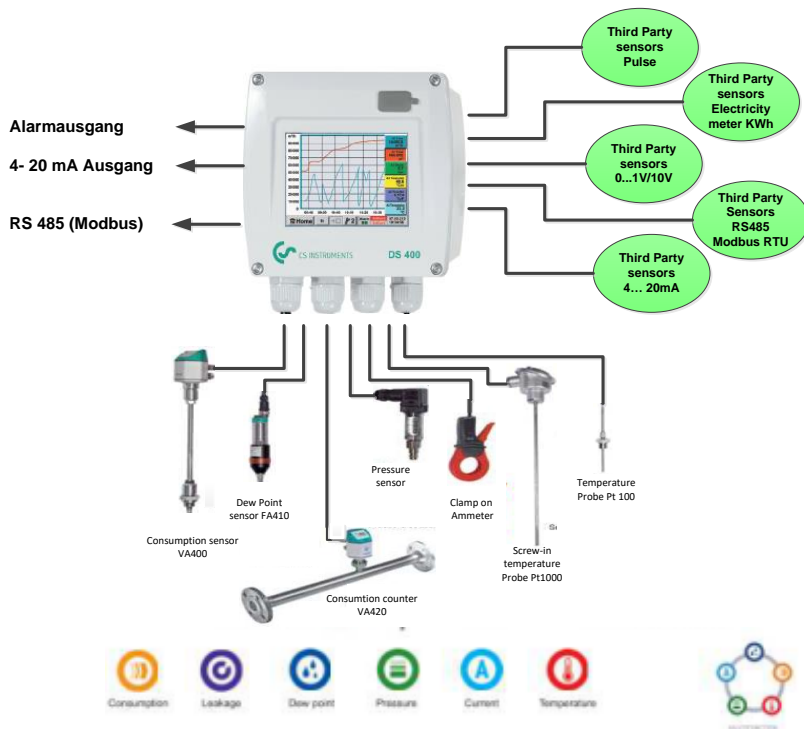 Third Party
sensors
Pulse
Third Party
sensors
Electricity
meter KWh
Alarmausgang
4- 20 mA Ausgang
Third Party
sensors
0...1V/10V
Third Party
Sensors
RS485
Modbus RTU
RS 485 (Modbus)
Home
CS INSTRUMENTS
DS 400
Third Party
sensors
4… 20mA
Pressure
sensor
Clamp on
Ammeter
Temperature
Probe Pt 100
Dew Point
sensor FA410
Consumption sensor
VA400
Screw-in
temperature
Probe Pt1000
Consumtion counter
VA420
Consumption
Leakage
Dew point
Pressure
A
Current
Temperature